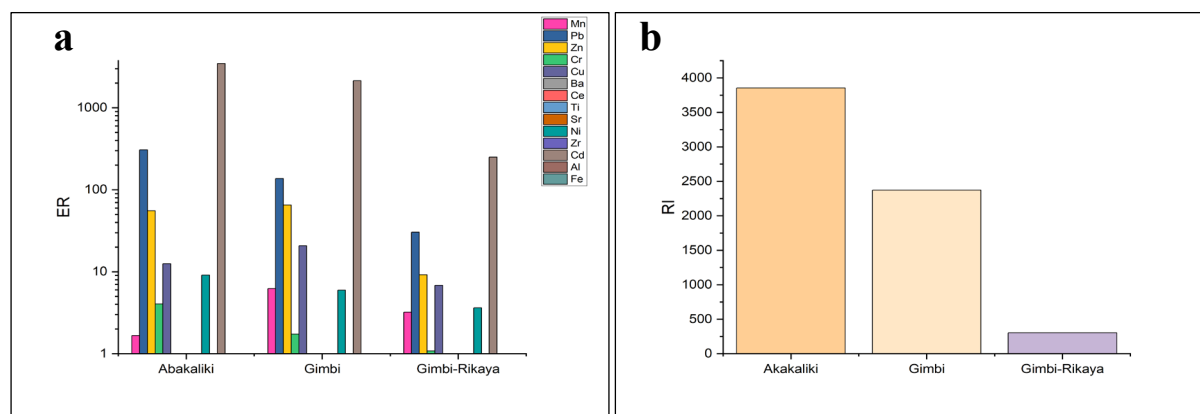 a
Mn
Pb
Zn
Cr
Cu
Ba
Ce
Ti
Sr
Ni
Zr
Cd
Al
Fe
ER
1000
100
10
1
Abakaliki Gimbi Gimbi-Rikaya
b
RI
4000
3500
3000
2500
2000
1500
1000
500
0
Akakaliki Gimbi Gimbi-Rikaya